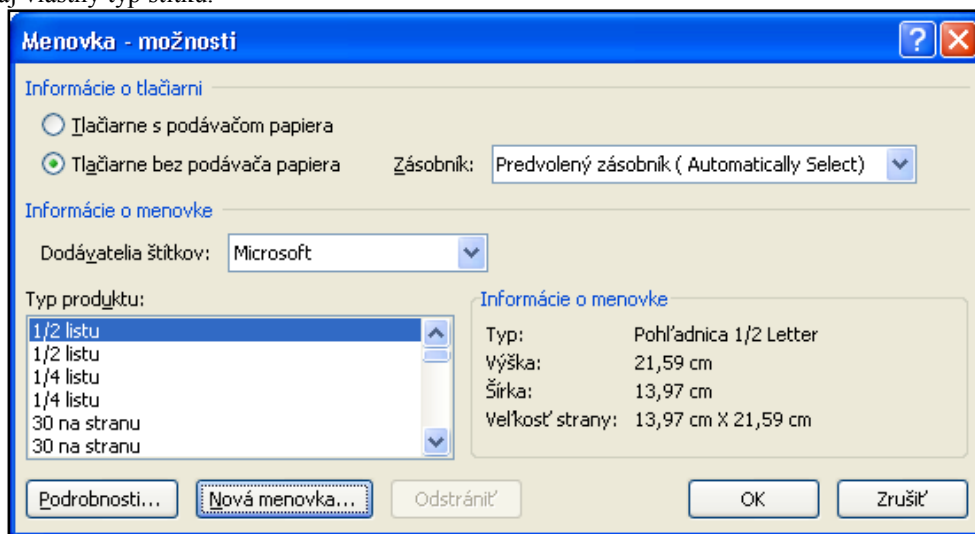 vlastný typ štítku.
Menovka - možnosti
Informácie o tlačiarni
Tlačiarne s podávačom papiera
Tlačiarne bez podávača papiera Zásobník: Predvolený zásobník ( Automatically Select)
Informácie o menovke
Dodávatelia štítkov: Microsoft
Typ produktu:
1/2 listu
1/2 listu
1/4 listu
1/4 listu
30 na stranu
30 na stranu
Informácie o menovke
Typ: Pohľadnica 1/2 Letter
Výška: 21,59 cm
Šírka: 13,97 cm
Veľkosť strany: 13,97 cm X 21,59 cm
Podrobnosti... Nová menovka... Odstrániť OK Zrušiť